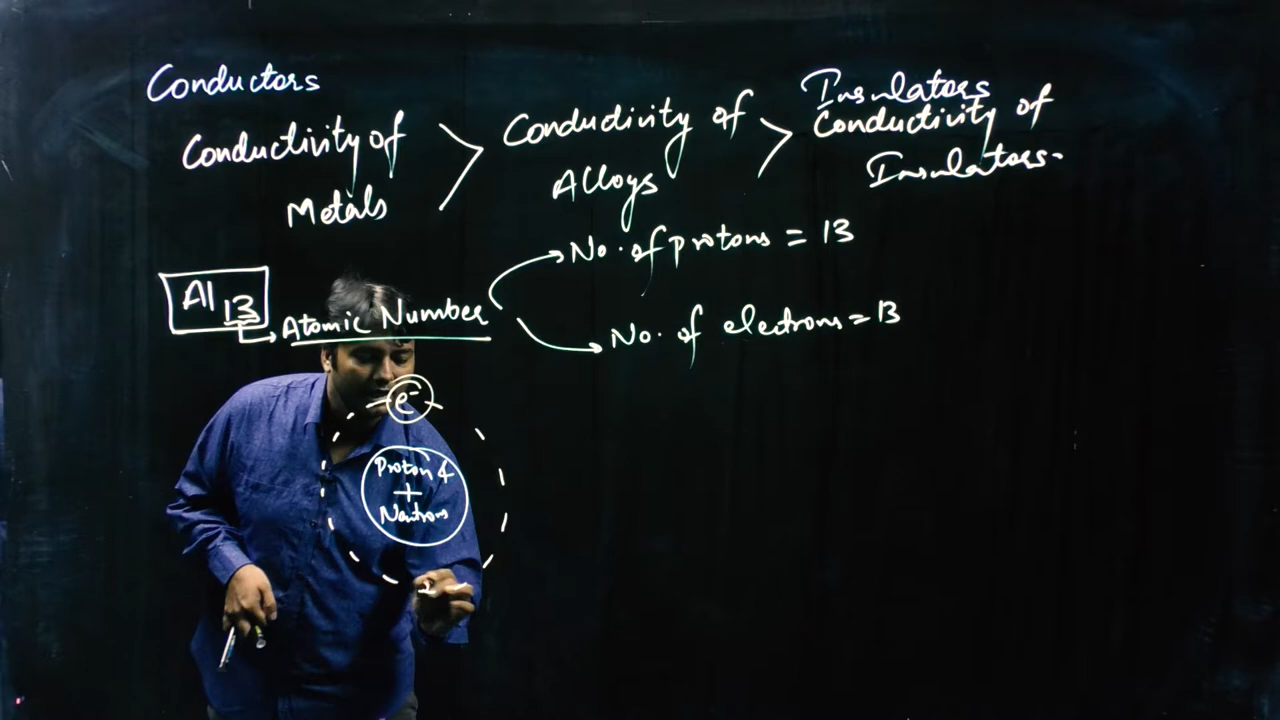 Conductors
Insulators
Conductivity of
Metals
>
Conductivity of
Alloys
>
Conductivity of
Insulators.
No. of protons = 13
Al 13
Atomic Number
No. of electrons = 13
e-
Proton &
+
Neutrons